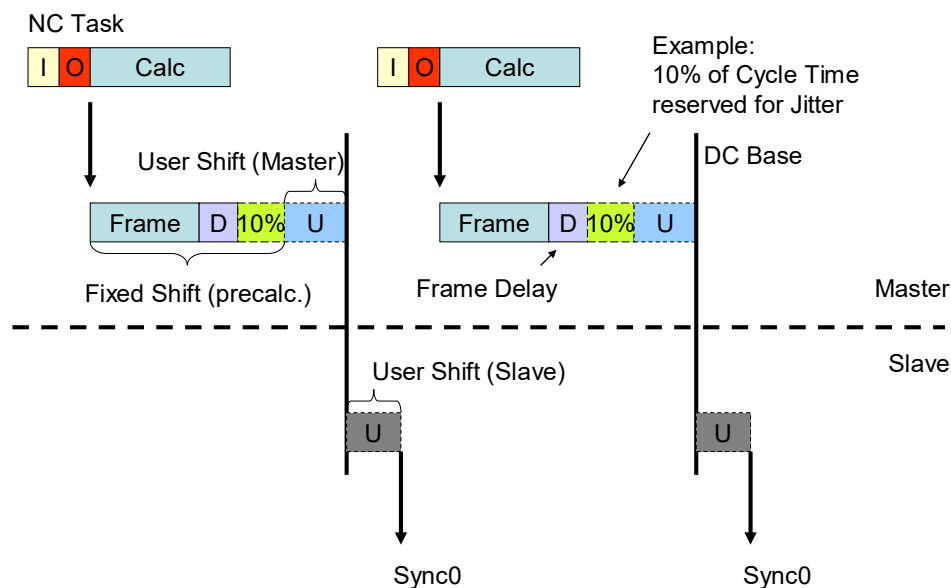 NC Task
I O Calc
I O Calc
Example:
10% of Cycle Time
reserved for Jitter
User Shift (Master)
DC Base
Frame D 10% U
Frame D 10% U
Fixed Shift (precalc.)
Frame Delay
Master
Slave
User Shift (Slave)
U
U
Sync0
Sync0